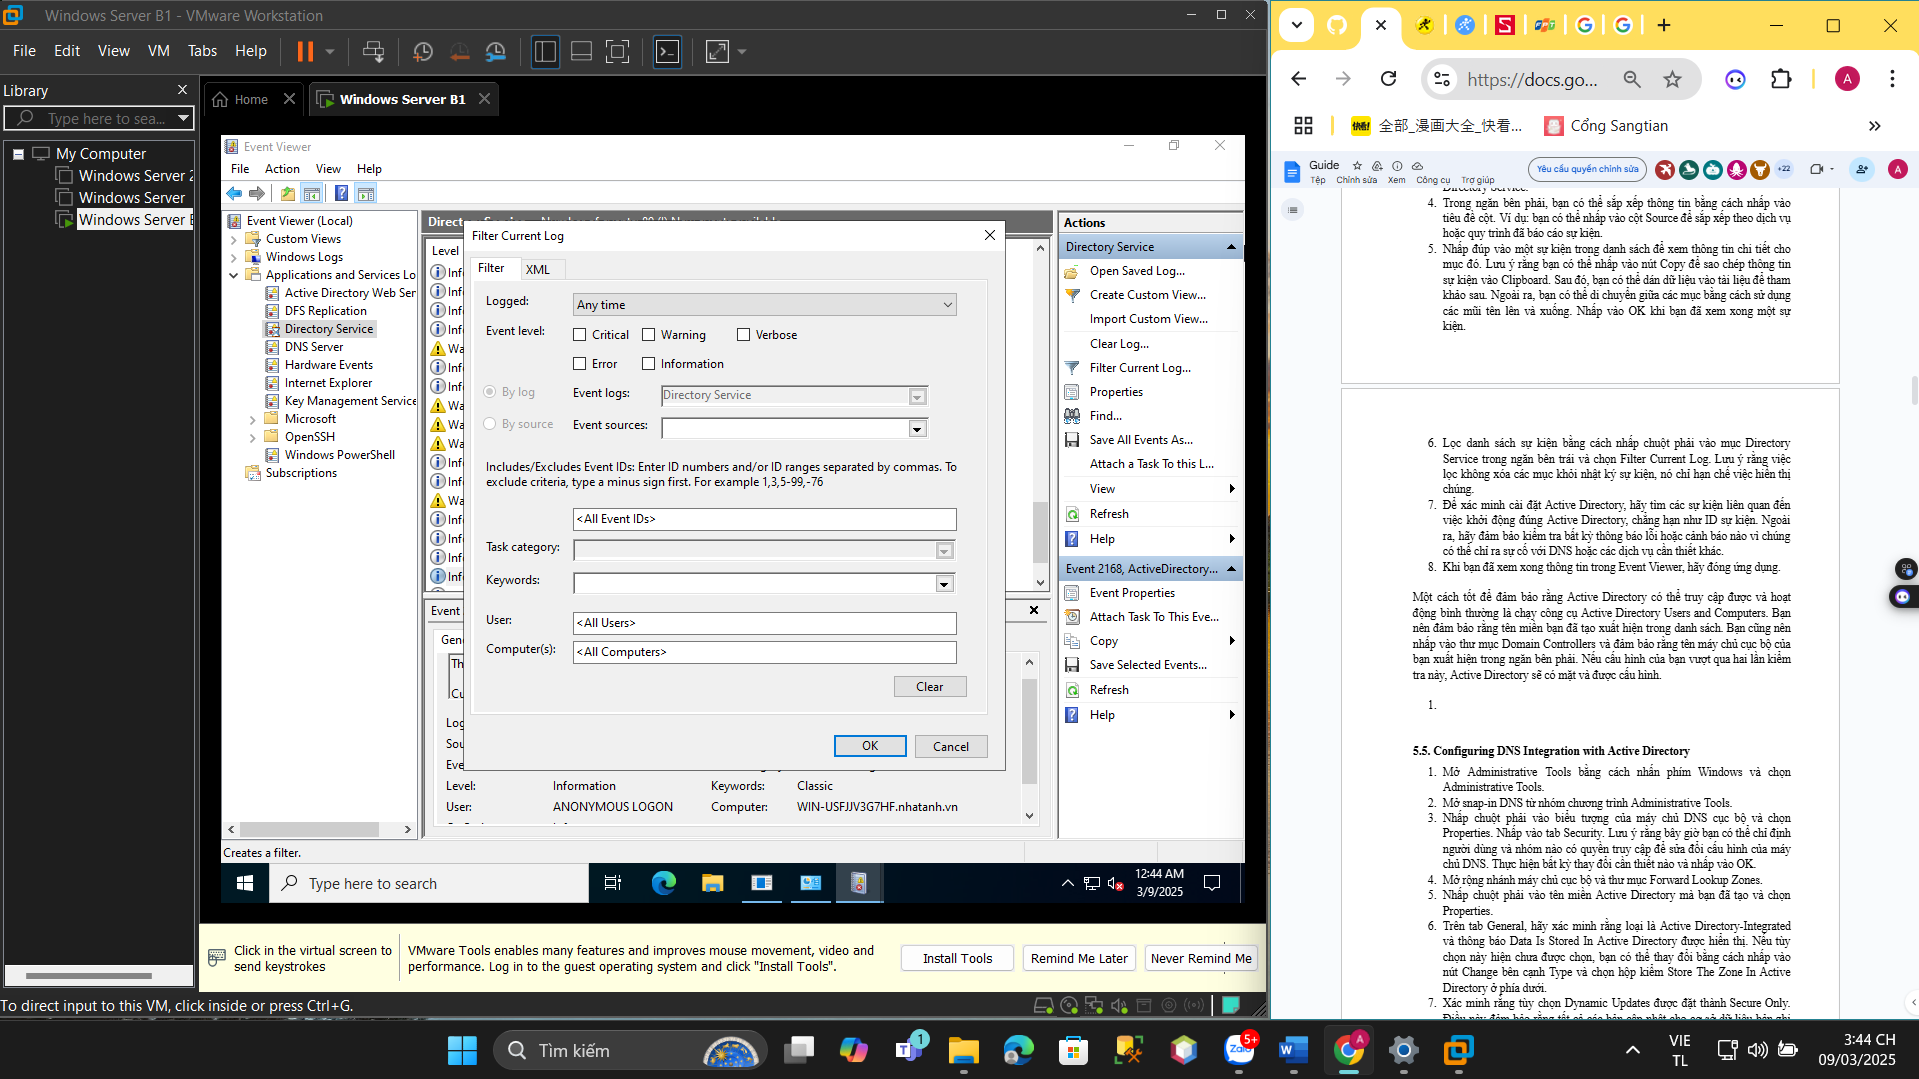 Windows Server B1 - VMware Workstation
File Edit View VM Tabs Help
Library
Type here to sea...
My Computer
Windows Server 2
Windows Server
Windows Server B
Home
Windows Server B1
Event Viewer
File Action View Help
Event Viewer (Local)
Custom Views
Windows Logs
Applications and Services Lo
Active Directory Web Ser
DFS Replication
Directory Service
DNS Server
Hardware Events
Internet Explorer
Key Management Service
Microsoft
OpenSSH
Windows PowerShell
Subscriptions
Level
Filter Current Log
Filter XML
Logged: Any time
Event level: Critical Warning Verbose
Error Information
By log Event logs: Directory Service
By source Event sources:
Includes/Excludes Event IDs: Enter ID numbers and/or ID ranges separated by commas. To
exclude criteria, type a minus sign first. For example 1,3,5-99,-76
<All Event IDs>
Task category:
Keywords:
User: <All Users>
Computer(s): <All Computers>
Clear
OK Cancel
Event
Gene
Th
Cu
Log
Sou
Eve
Level: Information Keywords: Classic
User: ANONYMOUS LOGON Computer: WIN-USFJJV3G7HF.nhatanh.vn
Actions
Directory Service
Open Saved Log...
Create Custom View...
Import Custom View...
Clear Log...
Filter Current Log...
Properties
Find...
Save All Events As...
Attach a Task To this L...
View
Refresh
Help
Event 2168, ActiveDirectory...
Event Properties
Attach Task To This Eve...
Copy
Save Selected Events...
Refresh
Help
Creates a filter.
Type here to search
12:44 AM
3/9/2025
Click in the virtual screen to
send keystrokes
VMware Tools enables many features and improves mouse movement, video and
performance. Log in to the guest operating system and click "Install Tools".
Install Tools Remind Me Later Never Remind Me
To direct input to this VM, click inside or press Ctrl+G.
https://docs.go...
A
全部_漫画大全_快看...
Cổng Sangtian
Guide
Tệp Chỉnh sửa Xem Công cụ Trợ giúp
Yêu cầu quyền chỉnh sửa
+22
A
Directory Service.
4. Trong ngăn bên phải, bạn có thể sắp xếp thông tin bằng cách nhấp vào
tiêu đề cột. Ví dụ: bạn có thể nhấp vào cột Source để sắp xếp theo dịch vụ
hoặc quy trình đã báo cáo sự kiện.
5. Nhấp đúp vào một sự kiện trong danh sách để xem thông tin chi tiết cho
mục đó. Lưu ý rằng bạn có thể nhấp vào nút Copy để sao chép thông tin
sự kiện vào Clipboard. Sau đó, bạn có thể dán dữ liệu vào tài liệu để tham
khảo sau. Ngoài ra, bạn có thể di chuyển giữa các mục bằng cách sử dụng
các mũi tên lên và xuống. Nhấp vào OK khi bạn đã xem xong một sự
kiện.
6. Lọc danh sách sự kiện bằng cách nhấp chuột phải vào mục Directory
Service trong ngăn bên trái và chọn Filter Current Log. Lưu ý rằng việc
lọc không xóa các mục khỏi nhật ký sự kiện, nó chỉ hạn chế việc hiển thị
chúng.
7. Để xác minh cài đặt Active Directory, hãy tìm các sự kiện liên quan đến
việc khởi động đúng Active Directory, chẳng hạn như ID sự kiện. Ngoài
ra, hãy đảm bảo kiểm tra bất kỳ thông báo lỗi hoặc cảnh báo nào vì chúng
có thể chỉ ra sự cố với DNS hoặc các dịch vụ cần thiết khác.
8. Khi bạn đã xem xong thông tin trong Event Viewer, hãy đóng ứng dụng.
Một cách tốt để đảm bảo rằng Active Directory có thể truy cập được và hoạt
động bình thường là chạy công cụ Active Directory Users and Computers. Bạn
nên đảm bảo rằng tên miền bạn đã tạo xuất hiện trong danh sách. Bạn cũng nên
nhấp vào thư mục Domain Controllers và đảm bảo rằng tên máy chủ cục bộ của
bạn xuất hiện trong ngăn bên phải. Nếu cấu hình của bạn vượt qua hai lần kiểm
tra này, Active Directory sẽ có mặt và được cấu hình.
1.
5.5. Configuring DNS Integration with Active Directory
1. Mở Administrative Tools bằng cách nhấn phím Windows và chọn
Administrative Tools.
2. Mở snap-in DNS từ nhóm chương trình Administrative Tools.
3. Nhấp chuột phải vào biểu tượng của máy chủ DNS cục bộ và chọn
Properties. Nhấp vào tab Security. Lưu ý rằng bây giờ bạn có thể chỉ định
người dùng và nhóm nào có quyền truy cập để sửa đổi cấu hình của máy
chủ DNS. Thực hiện bất kỳ thay đổi cần thiết nào và nhấp vào OK.
4. Mở rộng nhánh máy chủ cục bộ và thư mục Forward Lookup Zones.
5. Nhấp chuột phải vào tên miền Active Directory mà bạn đã tạo và chọn
Properties.
6. Trên tab General, hãy xác minh rằng loại là Active Directory-Integrated
và thông báo Data Is Stored In Active Directory được hiển thị. Nếu tùy
chọn này hiện chưa được chọn, bạn có thể thay đổi bằng cách nhấp vào
nút Change bên cạnh Type và chọn hộp kiểm Store The Zone In Active
Directory ở phía dưới.
7. Xác minh rằng tùy chọn Dynamic Updates được đặt thành Secure Only.
Tìm kiếm
1
5+
VIE
TL
3:44 CH
09/03/2025